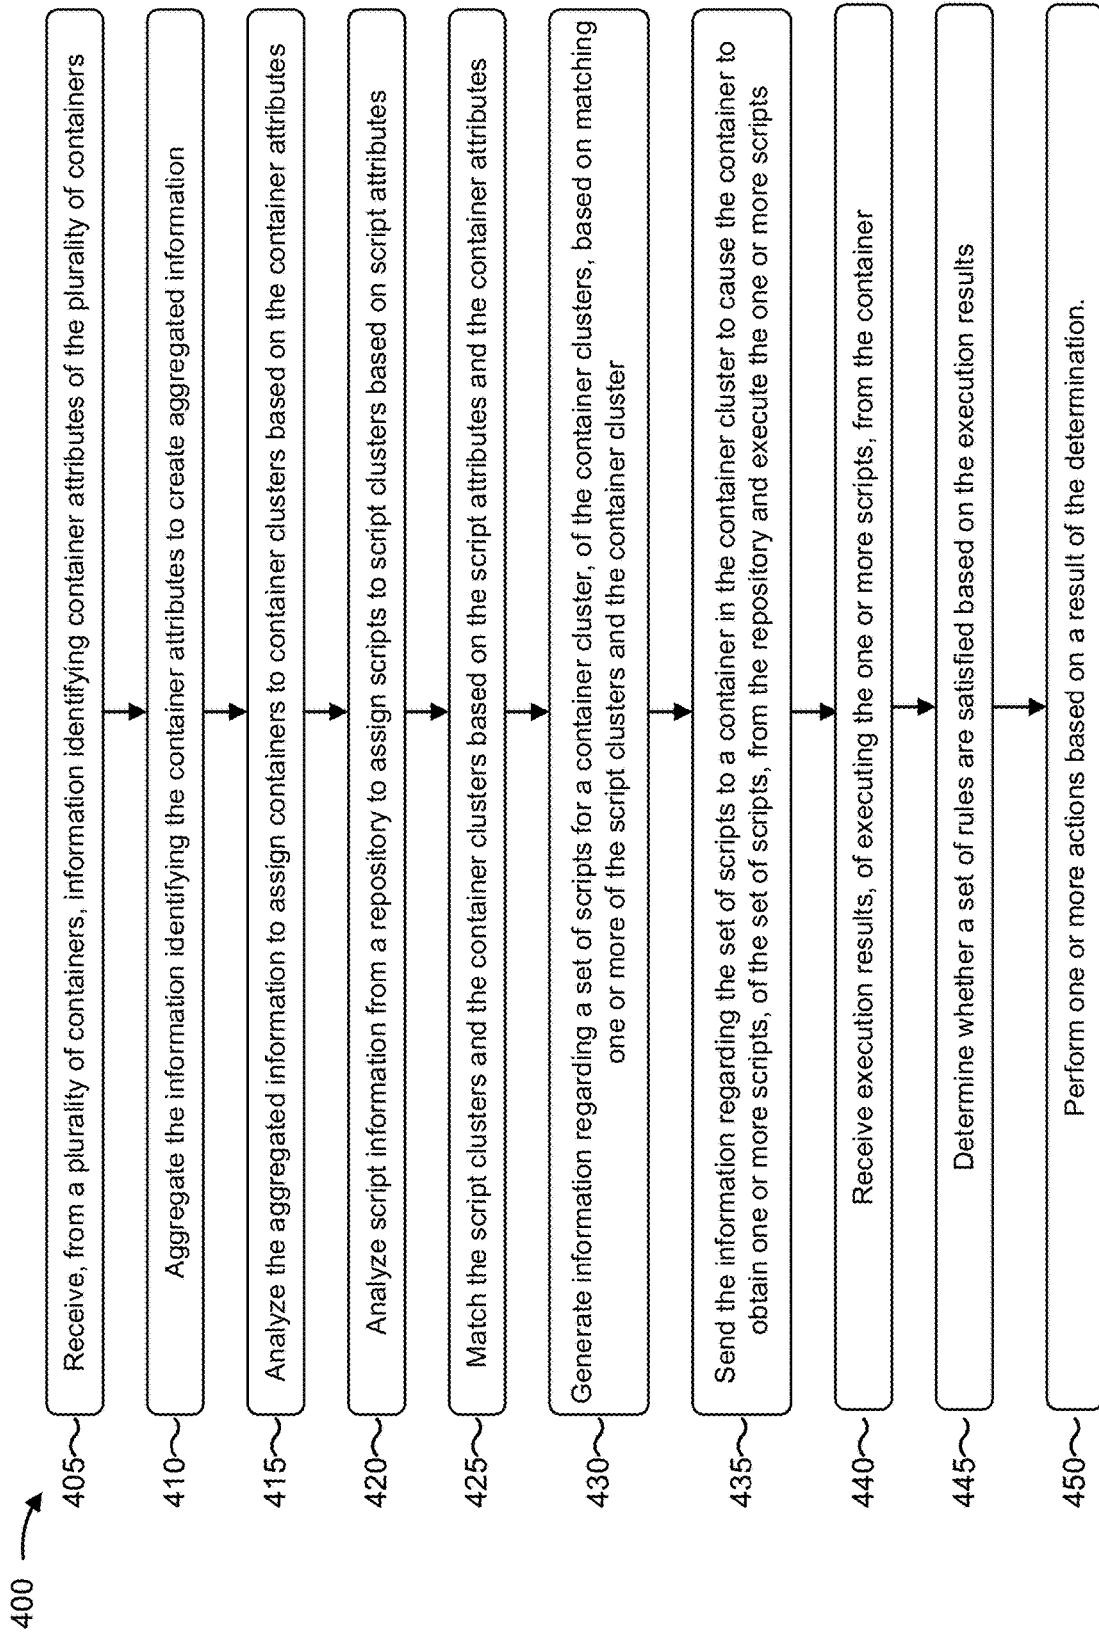 400
405
Receive, from a plurality of containers, information identifying container attributes of the plurality of containers
410
Aggregate the information identifying the container attributes to create aggregated information
415
Analyze the aggregated information to assign containers to container clusters based on the container attributes
420
Analyze script information from a repository to assign scripts to script clusters based on script attributes
425
Match the script clusters and the container clusters based on the script attributes and the container attributes
430
Generate information regarding a set of scripts for a container cluster, of the container clusters, based on matching
one or more of the script clusters and the container cluster
435
Send the information regarding the set of scripts to a container in the container cluster to cause the container to
obtain one or more scripts, of the set of scripts, from the repository and execute the one or more scripts
440
Receive execution results, of executing the one or more scripts, from the container
445
Determine whether a set of rules are satisfied based on the execution results
450
Perform one or more actions based on a result of the determination.